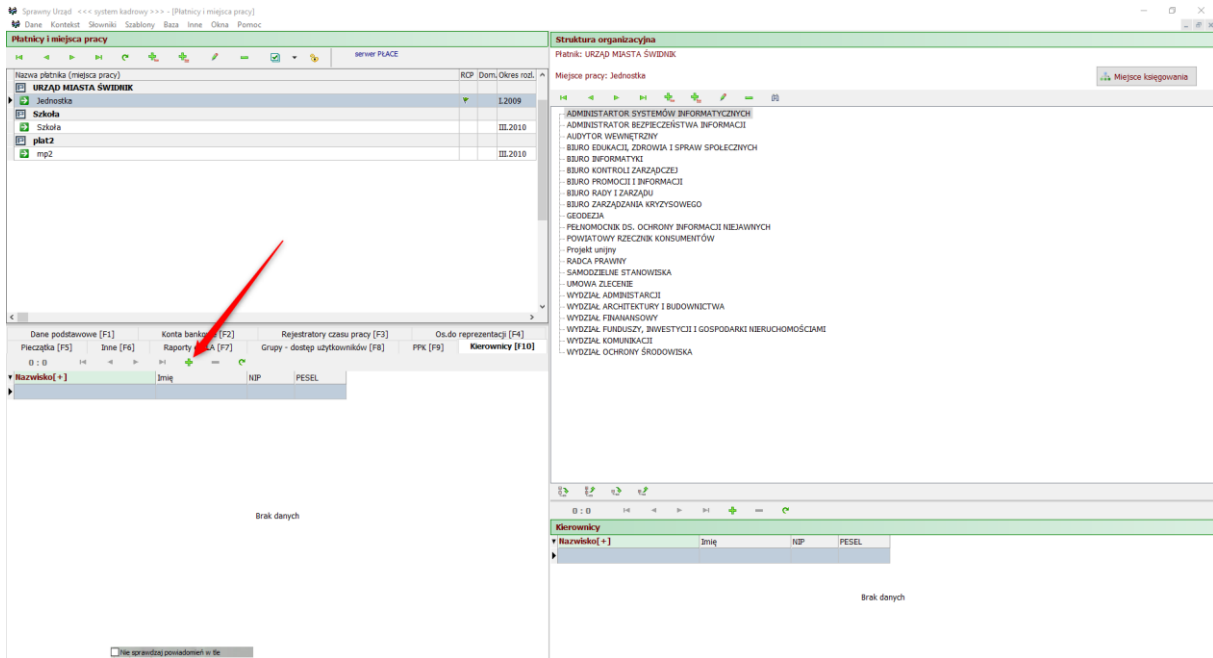 Sprawny Urząd <<< system kadrowy >>> - [Płatnicy i miejsca pracy]
Dane Kontekst Słowniki Szablony Baza Inne Okna Pomoc
Płatnicy i miejsca pracy
serwer PŁACE
Nazwa płatnika (miejsca pracy) RCP Dom. Okres rozl.
URZĄD MIASTA ŚWIDNIK
Jednostka I.2009
Szkoła
Szkoła III.2010
plat2
mp2 III.2010
Dane podstawowe [F1] Konta bankowe [F2] Rejestratory czasu pracy [F3] Os.do reprezentacji [F4]
Pieczątka [F5] Inne [F6] Raporty [F7] Grupy - dostęp użytkowników [F8] PPK [F9] Kierownicy [F10]
0 : 0
Nazwisko[+] Imię NIP PESEL
Brak danych
Nie sprawdzaj powiadomień w tle
Struktura organizacyjna
Płatnik: URZĄD MIASTA ŚWIDNIK
Miejsce pracy: Jednostka
Miejsce księgowania
ADMINISTARTOR SYSTEMÓW INFORMATYCZNYCH
ADMINISTRATOR BEZPIECZEŃSTWA INFORMACJI
AUDYTOR WEWNĘTRZNY
BIURO EDUKACJI, ZDROWIA I SPRAW SPOŁECZNYCH
BIURO INFORMATYKI
BIURO KONTROLI ZARZĄDCZEJ
BIURO PROMOCJI I INFORMACJI
BIURO RADY I ZARZĄDU
BIURO ZARZĄDZANIA KRYZYSOWEGO
GEODEZJA
PEŁNOMOCNIK DS. OCHRONY INFORMACJI NIEJAWNYCH
POWIATOWY RZECZNIK KONSUMENTÓW
Projekt unijny
RADCA PRAWNY
SAMODZIELNE STANOWISKA
UMOWA ZLECENIE
WYDZIAŁ ADMINISTARCJI
WYDZIAŁ ARCHITEKTURY I BUDOWNICTWA
WYDZIAŁ FINANANSOWY
WYDZIAŁ FUNDUSZY, INWESTYCJI I GOSPODARKI NIERUCHOMOŚCIAMI
WYDZIAŁ KOMUNIKACJI
WYDZIAŁ OCHRONY ŚRODOWISKA
0 : 0
Kierownicy
Nazwisko[+] Imię NIP PESEL
Brak danych